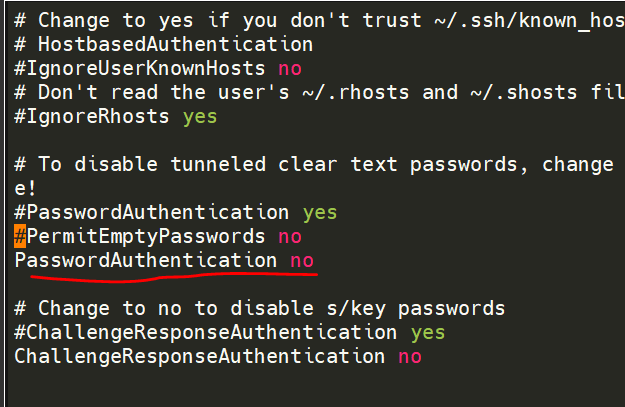 # Change to yes if you don't trust ~/.ssh/known_hos
# HostbasedAuthentication
#IgnoreUserKnownHosts no
# Don't read the user's ~/.rhosts and ~/.shosts fil
#IgnoreRhosts yes
# To disable tunneled clear text passwords, change
e!
#PasswordAuthentication yes
#PermitEmptyPasswords no
PasswordAuthentication no
# Change to no to disable s/key passwords
#ChallengeResponseAuthentication yes
ChallengeResponseAuthentication no